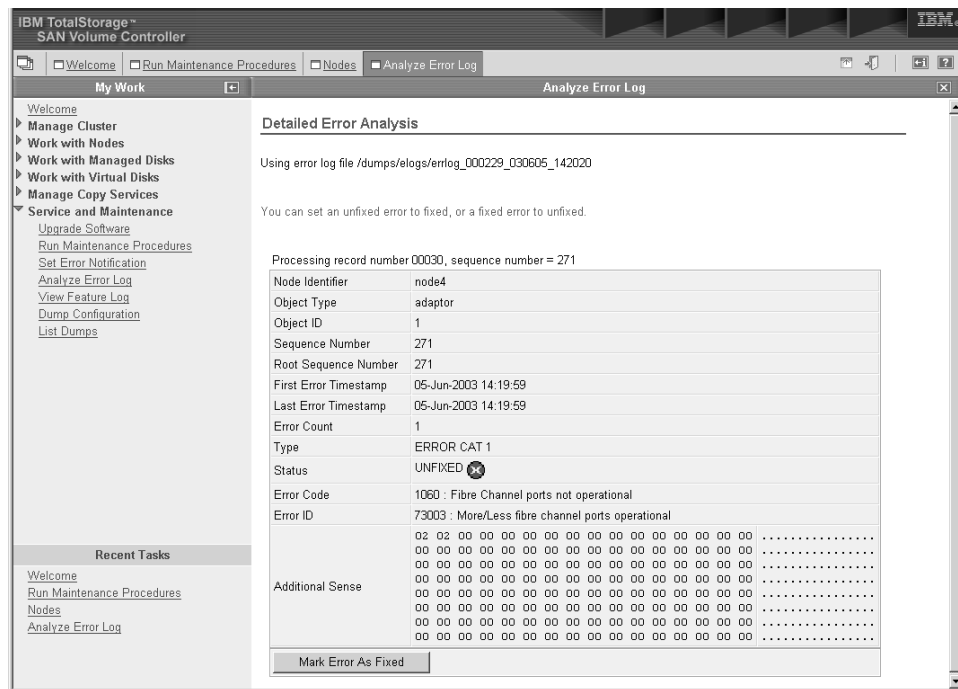 IBM TotalStorage™
SAN Volume Controller
IBM.
Welcome Run Maintenance Procedures Nodes Analyze Error Log
My Work
Analyze Error Log
Welcome
Manage Cluster
Work with Nodes
Work with Managed Disks
Work with Virtual Disks
Manage Copy Services
Service and Maintenance
Upgrade Software
Run Maintenance Procedures
Set Error Notification
Analyze Error Log
View Feature Log
Dump Configuration
List Dumps
Recent Tasks
Welcome
Run Maintenance Procedures
Nodes
Analyze Error Log
Detailed Error Analysis
Using error log file /dumps/elogs/errlog_000229_030605_142020
You can set an unfixed error to fixed, or a fixed error to unfixed.
Processing record number 00030, sequence number = 271
Node Identifier node4
Object Type adaptor
Object ID 1
Sequence Number 271
Root Sequence Number 271
First Error Timestamp 05-Jun-2003 14:19:59
Last Error Timestamp 05-Jun-2003 14:19:59
Error Count 1
Type ERROR CAT 1
Status UNFIXED
Error Code 1060 : Fibre Channel ports not operational
Error ID 73003 : More/Less fibre channel ports operational
Additional Sense
02 02 00 00 00 00 00 00 00 00 00 00 00 00 00 00 ................
00 00 00 00 00 00 00 00 00 00 00 00 00 00 00 00 ................
00 00 00 00 00 00 00 00 00 00 00 00 00 00 00 00 ................
00 00 00 00 00 00 00 00 00 00 00 00 00 00 00 00 ................
00 00 00 00 00 00 00 00 00 00 00 00 00 00 00 00 ................
00 00 00 00 00 00 00 00 00 00 00 00 00 00 00 00 ................
00 00 00 00 00 00 00 00 00 00 00 00 00 00 00 00 ................
00 00 00 00 00 00 00 00 00 00 00 00 00 00 00 00 ................
Mark Error As Fixed